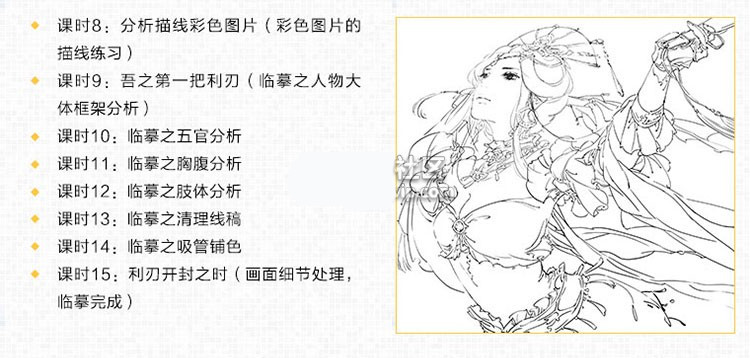 课时8：分析描线彩色图片（彩色图片的
描线练习）
课时9：吾之第一把利刃（临摹之人物大
体框架分析）
课时10：临摹之五官分析
课时11：临摹之胸腹分析
课时12：临摹之肢体分析
课时13：临摹之清理线稿
课时14：临摹之吸管铺色
课时15：利刃开封之时（画面细节处理，
临摹完成）
社区